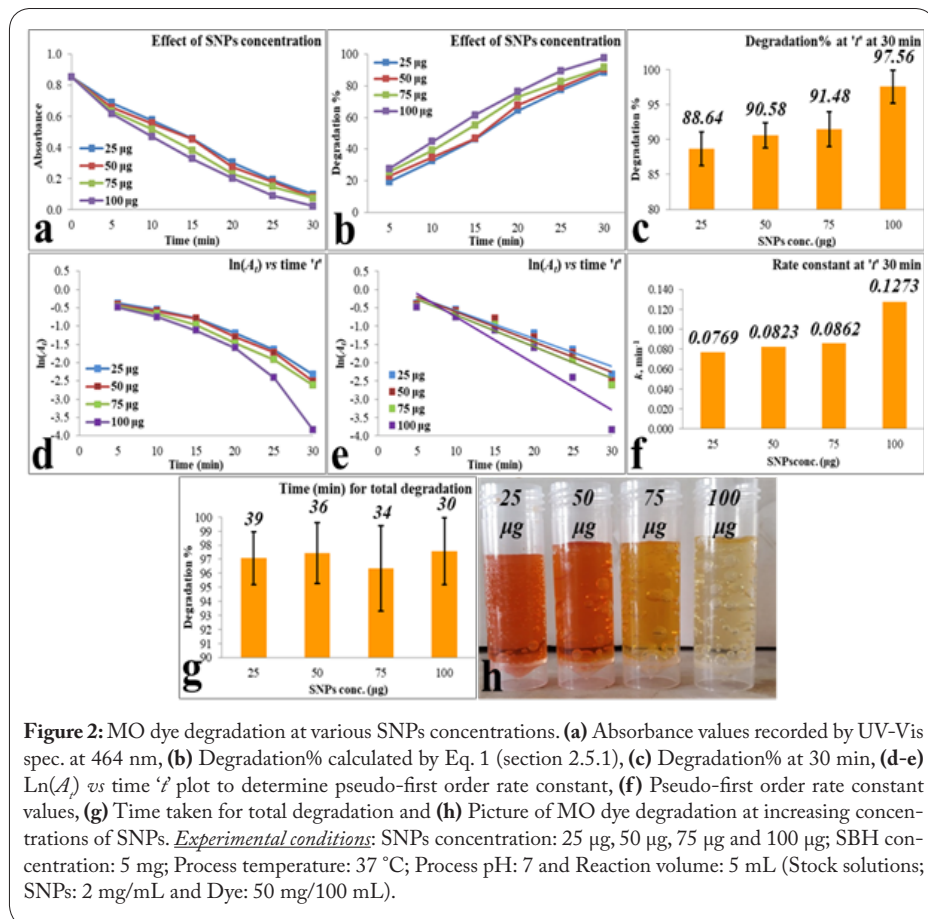 Effect of SNPs concentration
Absorbance
1.0
0.8
0.6
0.4
0.2
0.0
25 µg
50 µg
75 µg
100 µg
0 5 10 15 20 25 30
Time (min)
a
Effect of SNPs concentration
Degradation %
100
80
60
40
20
0
25 µg
50 µg
75 µg
100 µg
5 10 15 20 25 30
Time (min)
b
Degradation% at 't' at 30 min
Degradation %
100
95
90
85
80
88.64
90.58
91.48
97.56
25 50 75 100
SNPs conc. (µg)
c
ln(At) vs time 't'
ln(At)
0.5
0.0
-0.5
-1.0
-1.5
-2.0
-2.5
-3.0
-3.5
-4.0
25 µg
50 µg
75 µg
100 µg
5 10 15 20 25 30
Time (min)
d
ln(At) vs time 't'
ln(At)
0.5
0.0
-0.5
-1.0
-1.5
-2.0
-2.5
-3.0
-3.5
-4.0
25 µg
50 µg
75 µg
100 µg
5 10 15 20 25 30
Time (min)
e
Rate constant at 't' 30 min
k, min-1
0.140
0.120
0.100
0.080
0.060
0.040
0.020
0.000
0.0769
0.0823
0.0862
0.1273
25 50 75 100
SNPs conc. (µg)
f
Time (min) for total degradation
Degradation %
100
99
98
97
96
95
94
93
92
91
90
39
36
34
30
25 50 75 100
SNPs conc. (µg)
g
25 50 75 100
µg µg µg µg
h
Figure 2: MO dye degradation at various SNPs concentrations. (a) Absorbance values recorded by UV-Vis
spec. at 464 nm, (b) Degradation% calculated by Eq. 1 (section 2.5.1), (c) Degradation% at 30 min, (d-e)
Ln(At) vs time 't' plot to determine pseudo-first order rate constant, (f) Pseudo-first order rate constant
values, (g) Time taken for total degradation and (h) Picture of MO dye degradation at increasing concen-
trations of SNPs. Experimental conditions: SNPs concentration: 25 µg, 50 µg, 75 µg and 100 µg; SBH con-
centration: 5 mg; Process temperature: 37 °C; Process pH: 7 and Reaction volume: 5 mL (Stock solutions;
SNPs: 2 mg/mL and Dye: 50 mg/100 mL).